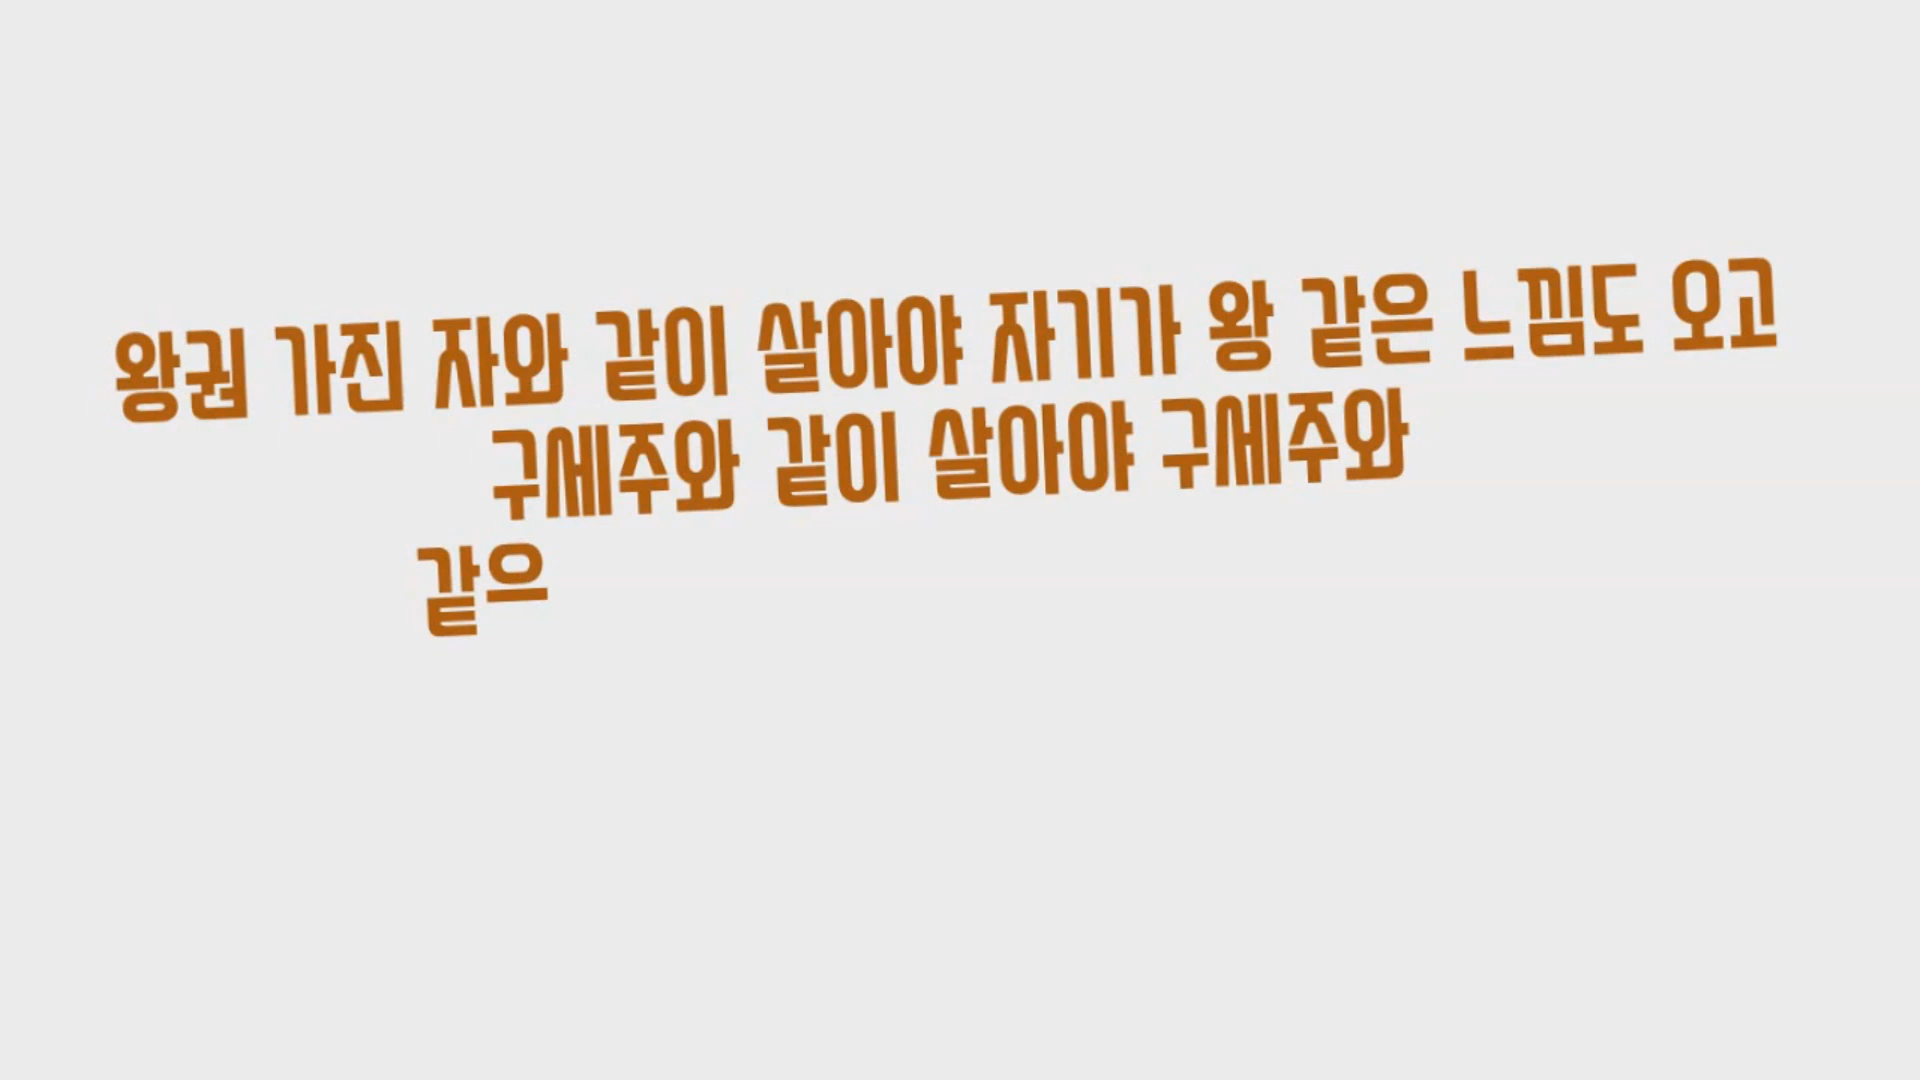 왕권 가진 자와 같이 살아야 자기가 왕 같은 느낌도 오고
구세주와 같이 살아야 구세주와
같으